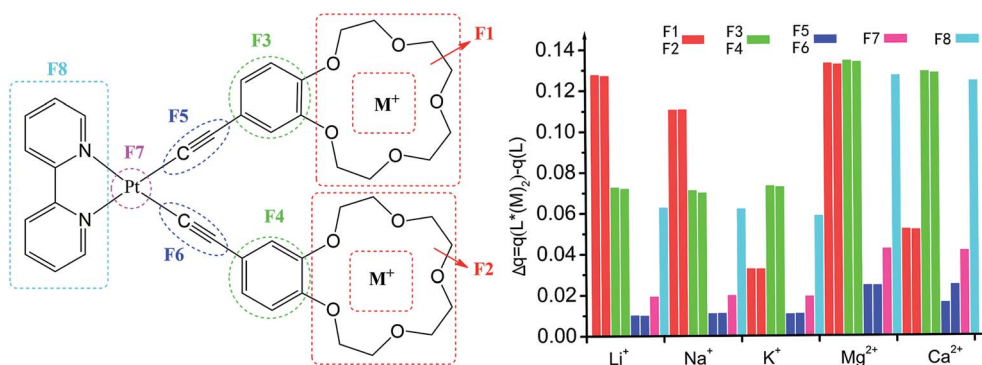 F8
F3
F1
F5
F7
F6
F4
F2
N
N
Pt
C
C
O
O
O
O
O
M⁺
O
O
O
O
O
M⁺
F1 F3 F5 F7 F8
F2 F4 F6
Δq=q(L*(M)₂)-q(L)
0.14
0.12
0.10
0.08
0.06
0.04
0.02
0.00
Li⁺ Na⁺ K⁺ Mg²⁺ Ca²⁺